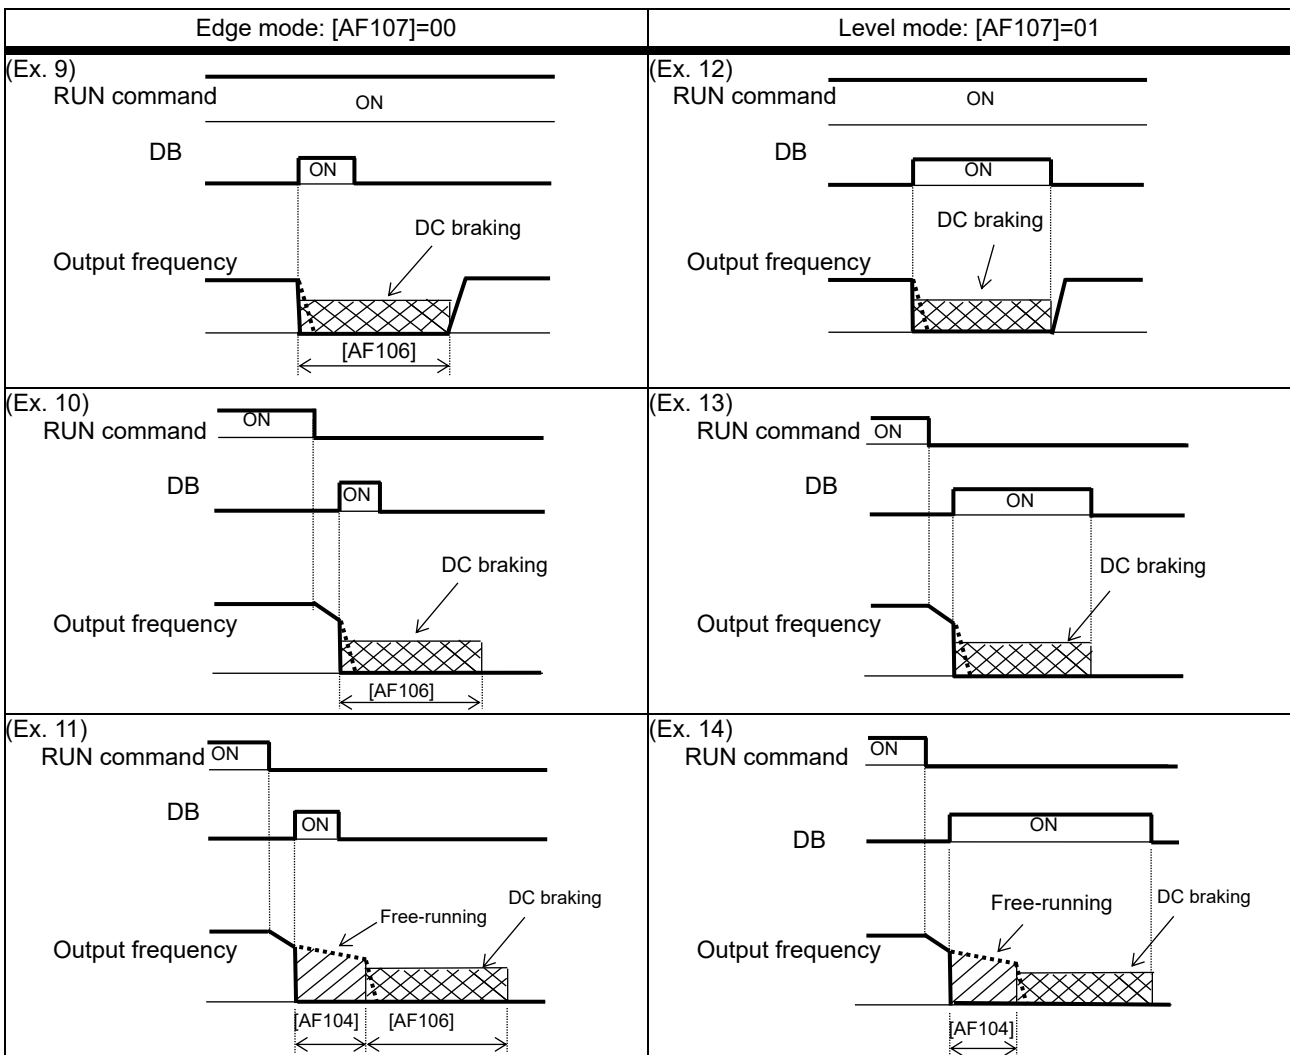 Edge mode: [AF107]=00
Level mode: [AF107]=01
(Ex. 9)
RUN command
ON
DB
ON
DC braking
Output frequency
[AF106]
(Ex. 12)
RUN command
ON
DB
ON
DC braking
Output frequency
(Ex. 10)
RUN command
ON
DB
ON
DC braking
Output frequency
[AF106]
(Ex. 13)
RUN command
ON
DB
ON
DC braking
Output frequency
(Ex. 11)
RUN command
ON
DB
ON
DC braking
Free-running
Output frequency
[AF104]
[AF106]
(Ex. 14)
RUN command
ON
DB
ON
DC braking
Free-running
Output frequency
[AF104]